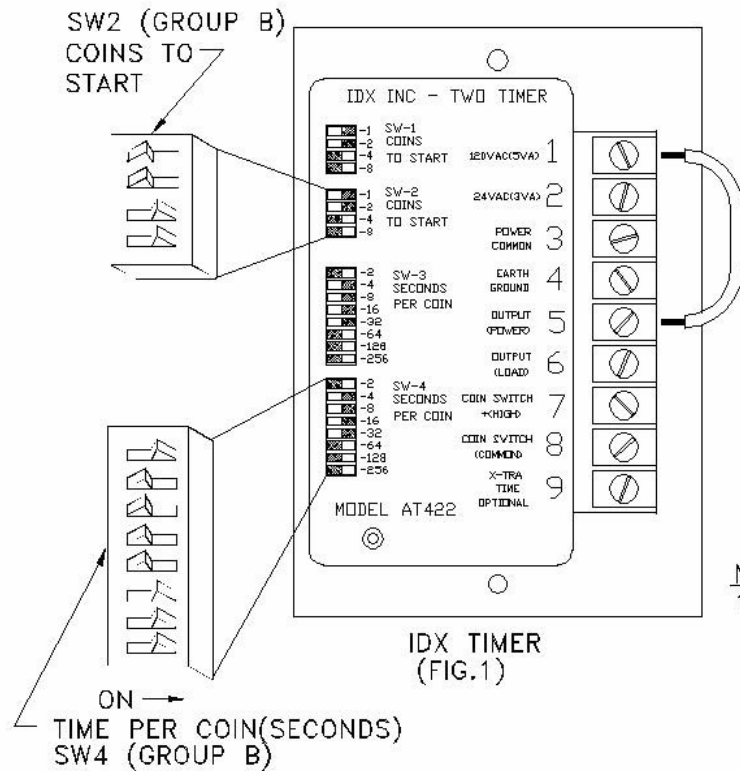 SW2 (GROUP B)
COINS TO
START
IDX INC - TWO TIMER
-1
-2
-4
-8
SW-1
COINS
TO START
-1
-2
-4
-8
SW-2
COINS
TO START
-2
-4
-8
-16
-32
-64
-128
-256
SW-3
SECONDS
PER COIN
-2
-4
-8
-16
-32
-64
-128
-256
SW-4
SECONDS
PER COIN
120VAC(5VA) 1
24VAC(3VA) 2
POWER
COMMON 3
EARTH
GROUND 4
OUTPUT
(POWER) 5
OUTPUT
(LOAD) 6
COIN SWITCH
+(HIGH) 7
COIN SWITCH
(COMMON) 8
X-TRA
TIME
OPTIONAL 9
MODEL AT422
IDX TIMER
(FIG.1)
ON
TIME PER COIN(SECONDS)
SW4 (GROUP B)